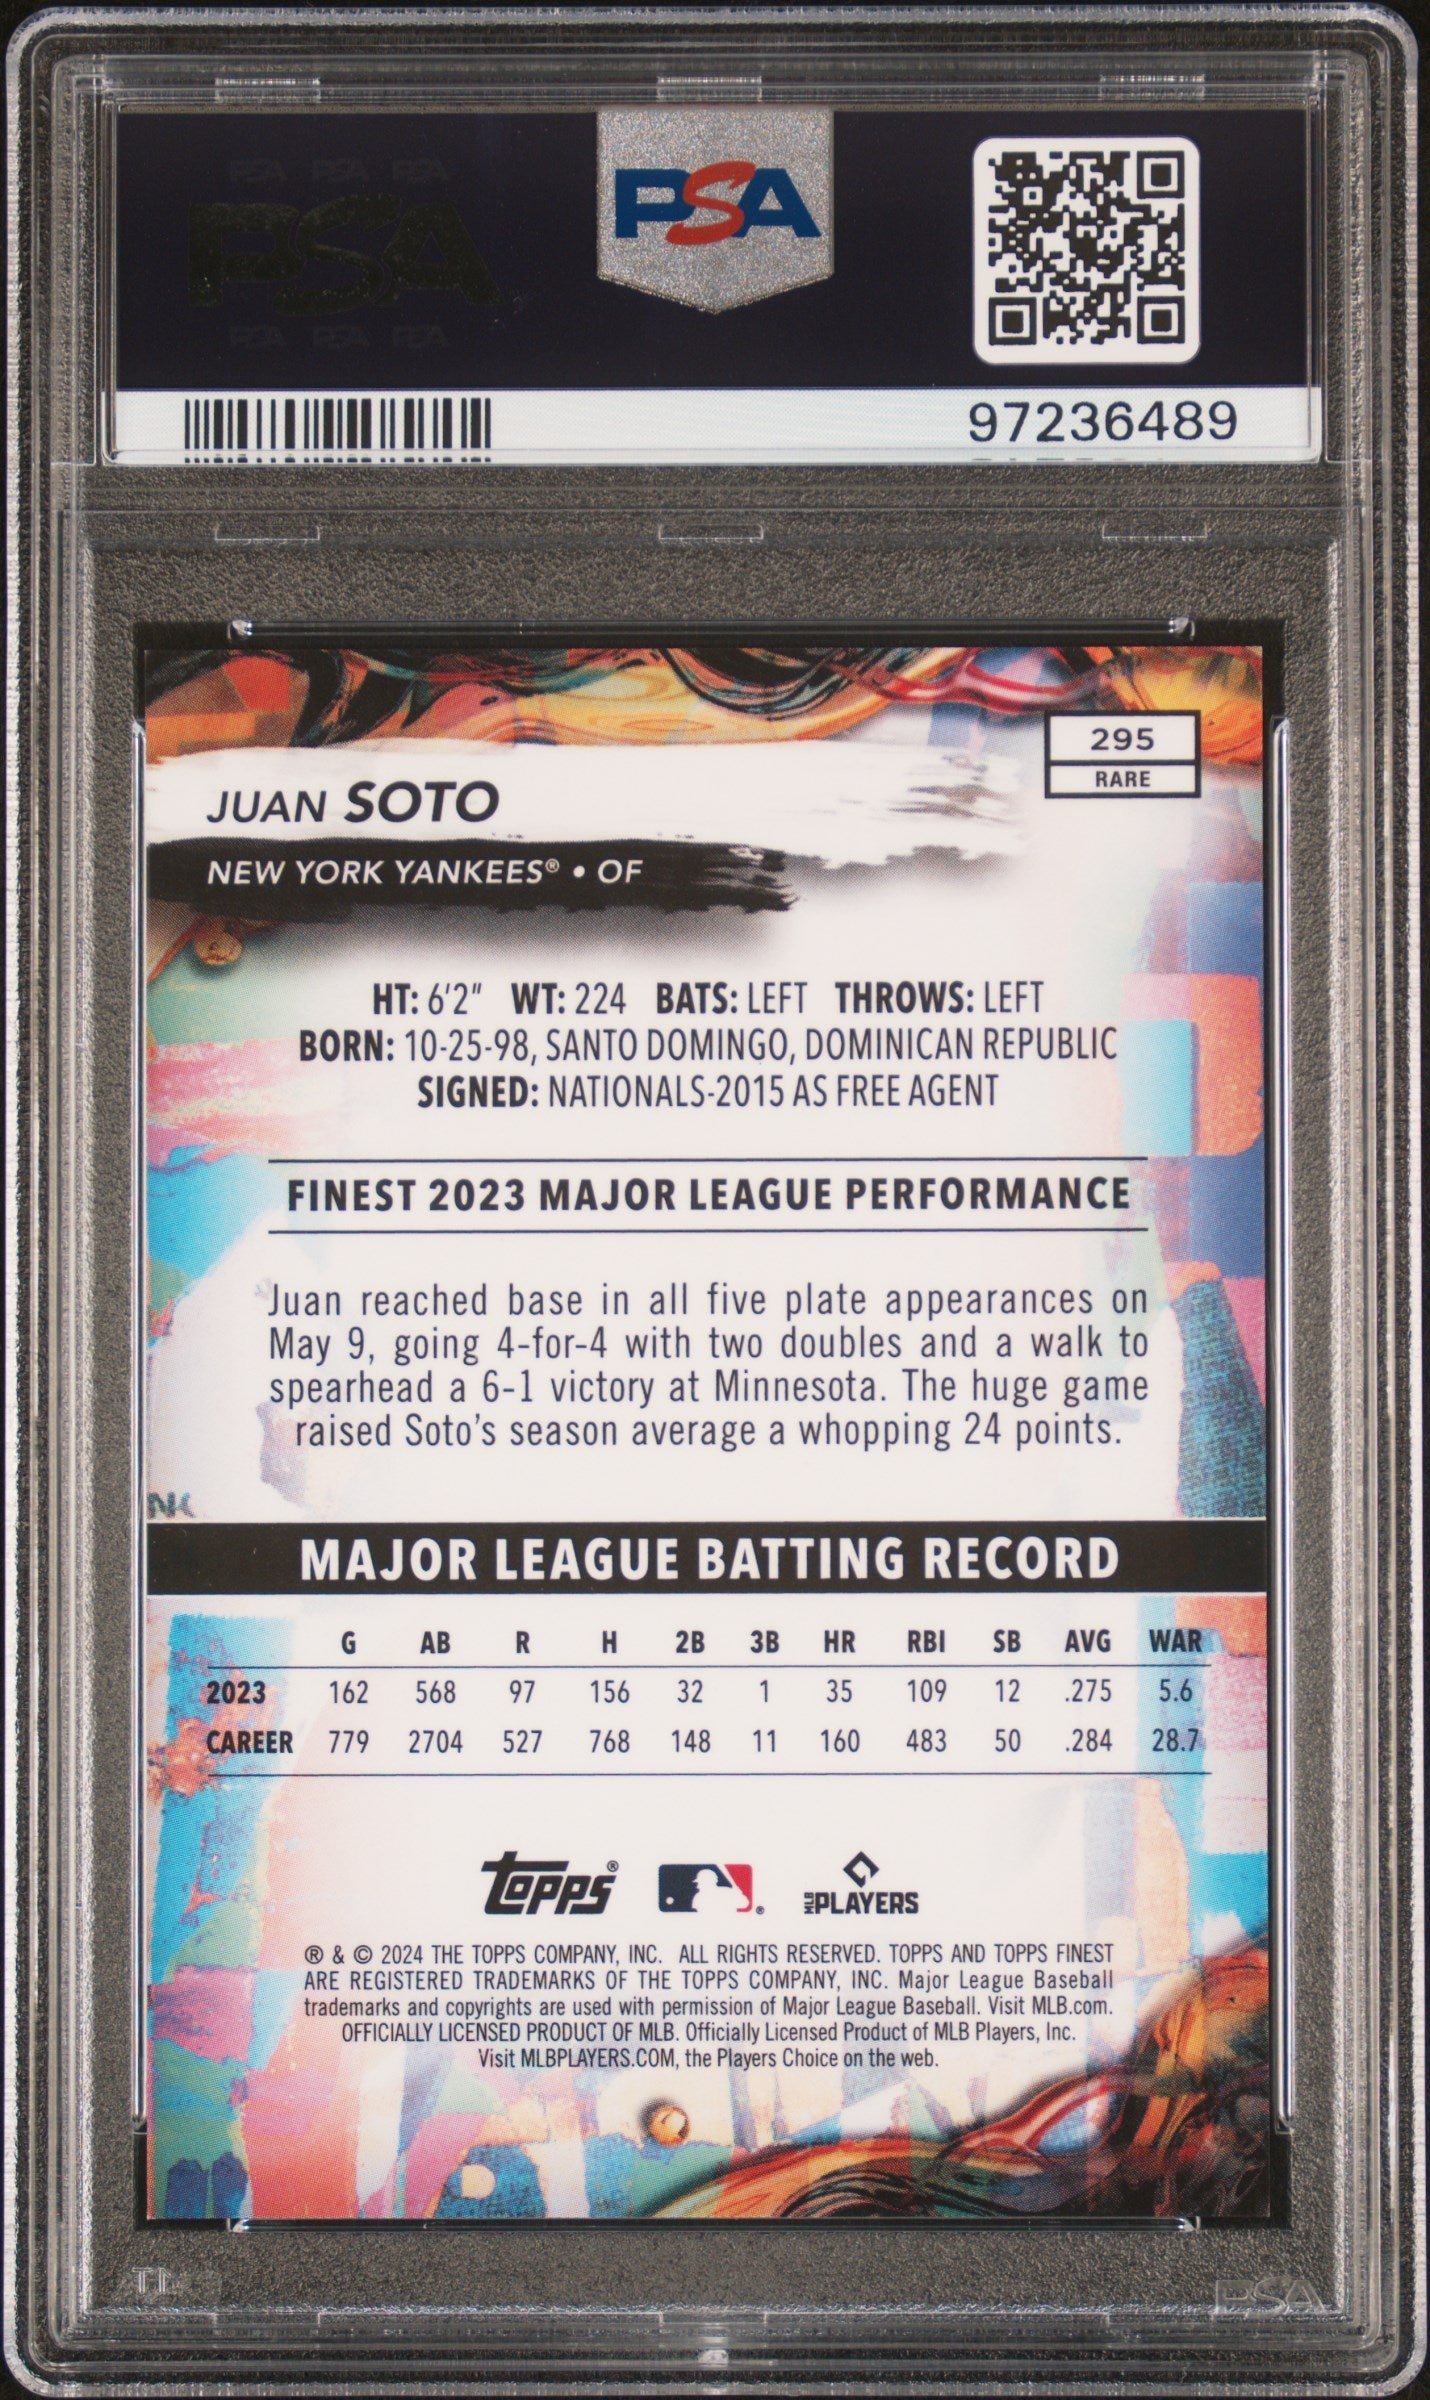 PSA PSA PSA
PSA
PSA PSA PSA
PSA
97236489
295
RARE
JUAN SOTO
NEW YORK YANKEES® • OF
HT: 6'2" WT: 224 BATS: LEFT THROWS: LEFT
BORN: 10-25-98, SANTO DOMINGO, DOMINICAN REPUBLIC
SIGNED: NATIONALS-2015 AS FREE AGENT
FINEST 2023 MAJOR LEAGUE PERFORMANCE
Juan reached base in all five plate appearances on
May 9, going 4-for-4 with two doubles and a walk to
spearhead a 6-1 victory at Minnesota. The huge game
raised Soto's season average a whopping 24 points.
NK
MAJOR LEAGUE BATTING RECORD
G AB R H 2B 3B HR RBI SB AVG WAR
2023 162 568 97 156 32 1 35 109 12 .275 5.6
CAREER 779 2704 527 768 148 11 160 483 50 .284 28.7
Topps® ® MLB PLAYERS
® & © 2024 THE TOPPS COMPANY, INC. ALL RIGHTS RESERVED. TOPPS AND TOPPS FINEST
ARE REGISTERED TRADEMARKS OF THE TOPPS COMPANY, INC. Major League Baseball
trademarks and copyrights are used with permission of Major League Baseball. Visit MLB.com.
OFFICIALLY LICENSED PRODUCT OF MLB. Officially Licensed Product of MLB Players, Inc.
Visit MLBPLAYERS.COM, the Players Choice on the web.
PSA